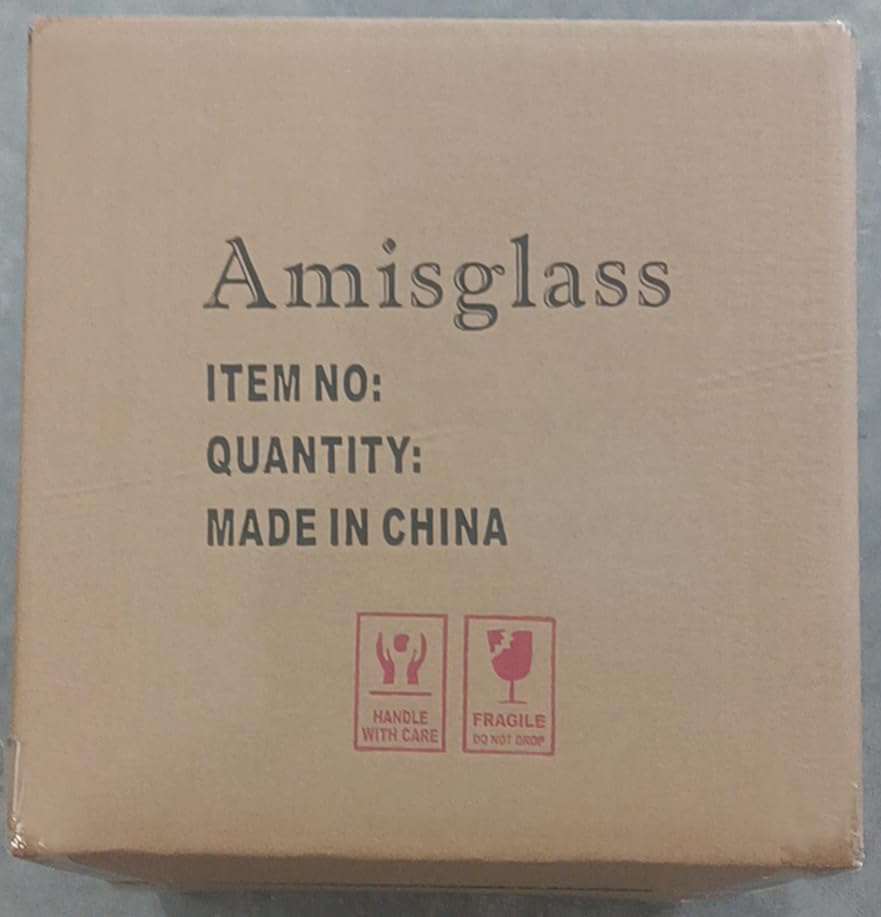 Amisglass
ITEM NO:
QUANTITY:
MADE IN CHINA
HANDLE
WITH CARE
FRAGILE
DO NOT DROP